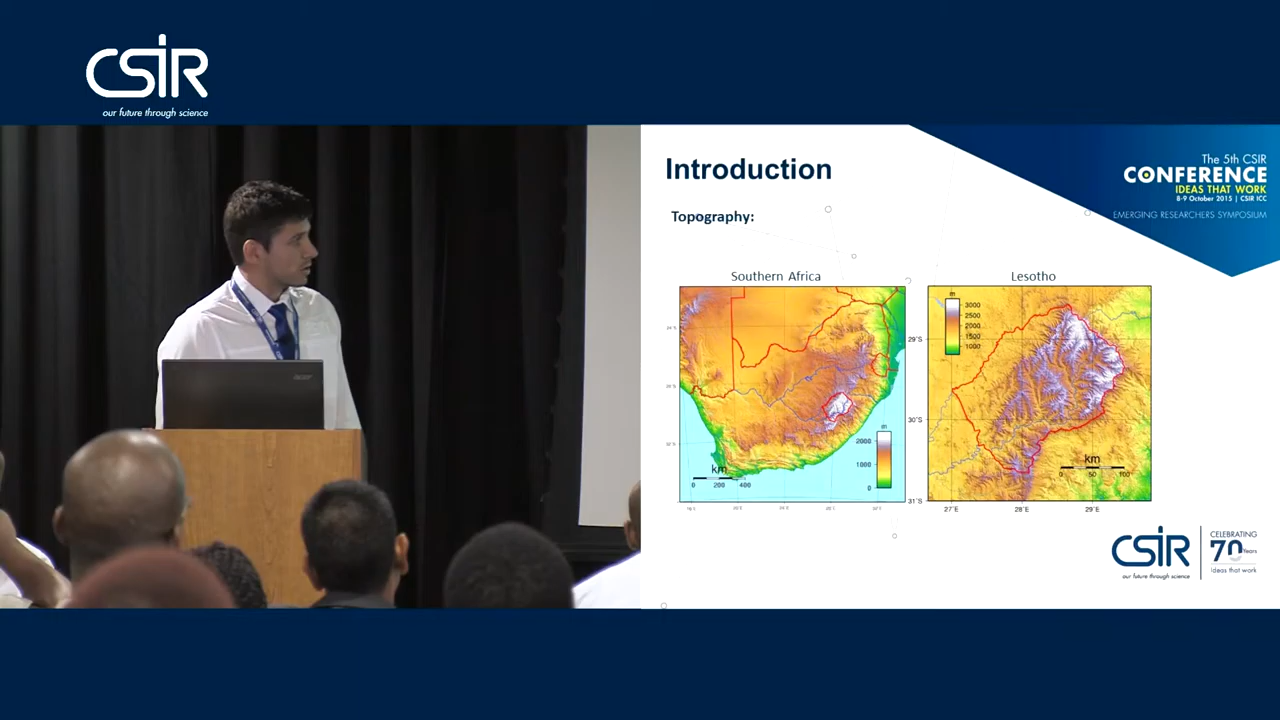 CSIR
our future through science
Introduction
The 5th CSIR
CONFERENCE
IDEAS THAT WORK
8-9 October 2015 | CSIR ICC
EMERGING RESEARCHERS SYMPOSIUM
Topography:
Southern Africa
Lesotho
m
3000
2500
2000
1500
1000
29°S
30°S
31°S
m
2000
1000
0
km
0 200 400
km
0 50 100
27°E 28°E 29°E
acer
CSIR
our future through science
CELEBRATING
70 Years
Ideas that work